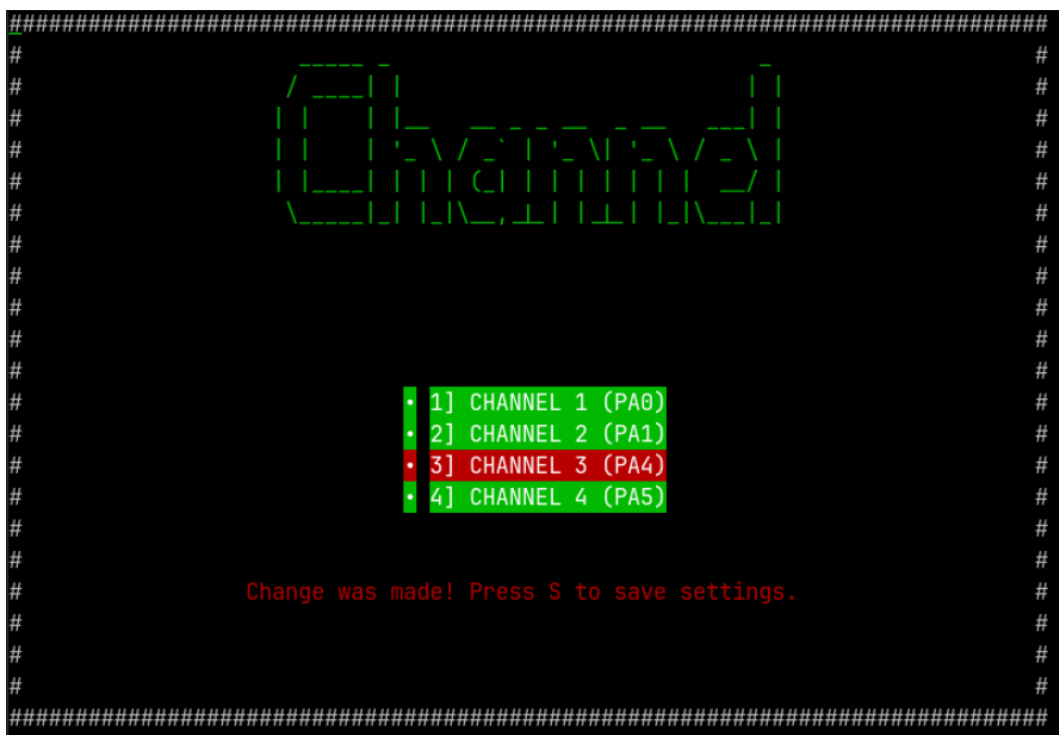 Channel
• 1] CHANNEL 1 (PA0)
• 2] CHANNEL 2 (PA1)
• 3] CHANNEL 3 (PA4)
• 4] CHANNEL 4 (PA5)
Change was made! Press S to save settings.